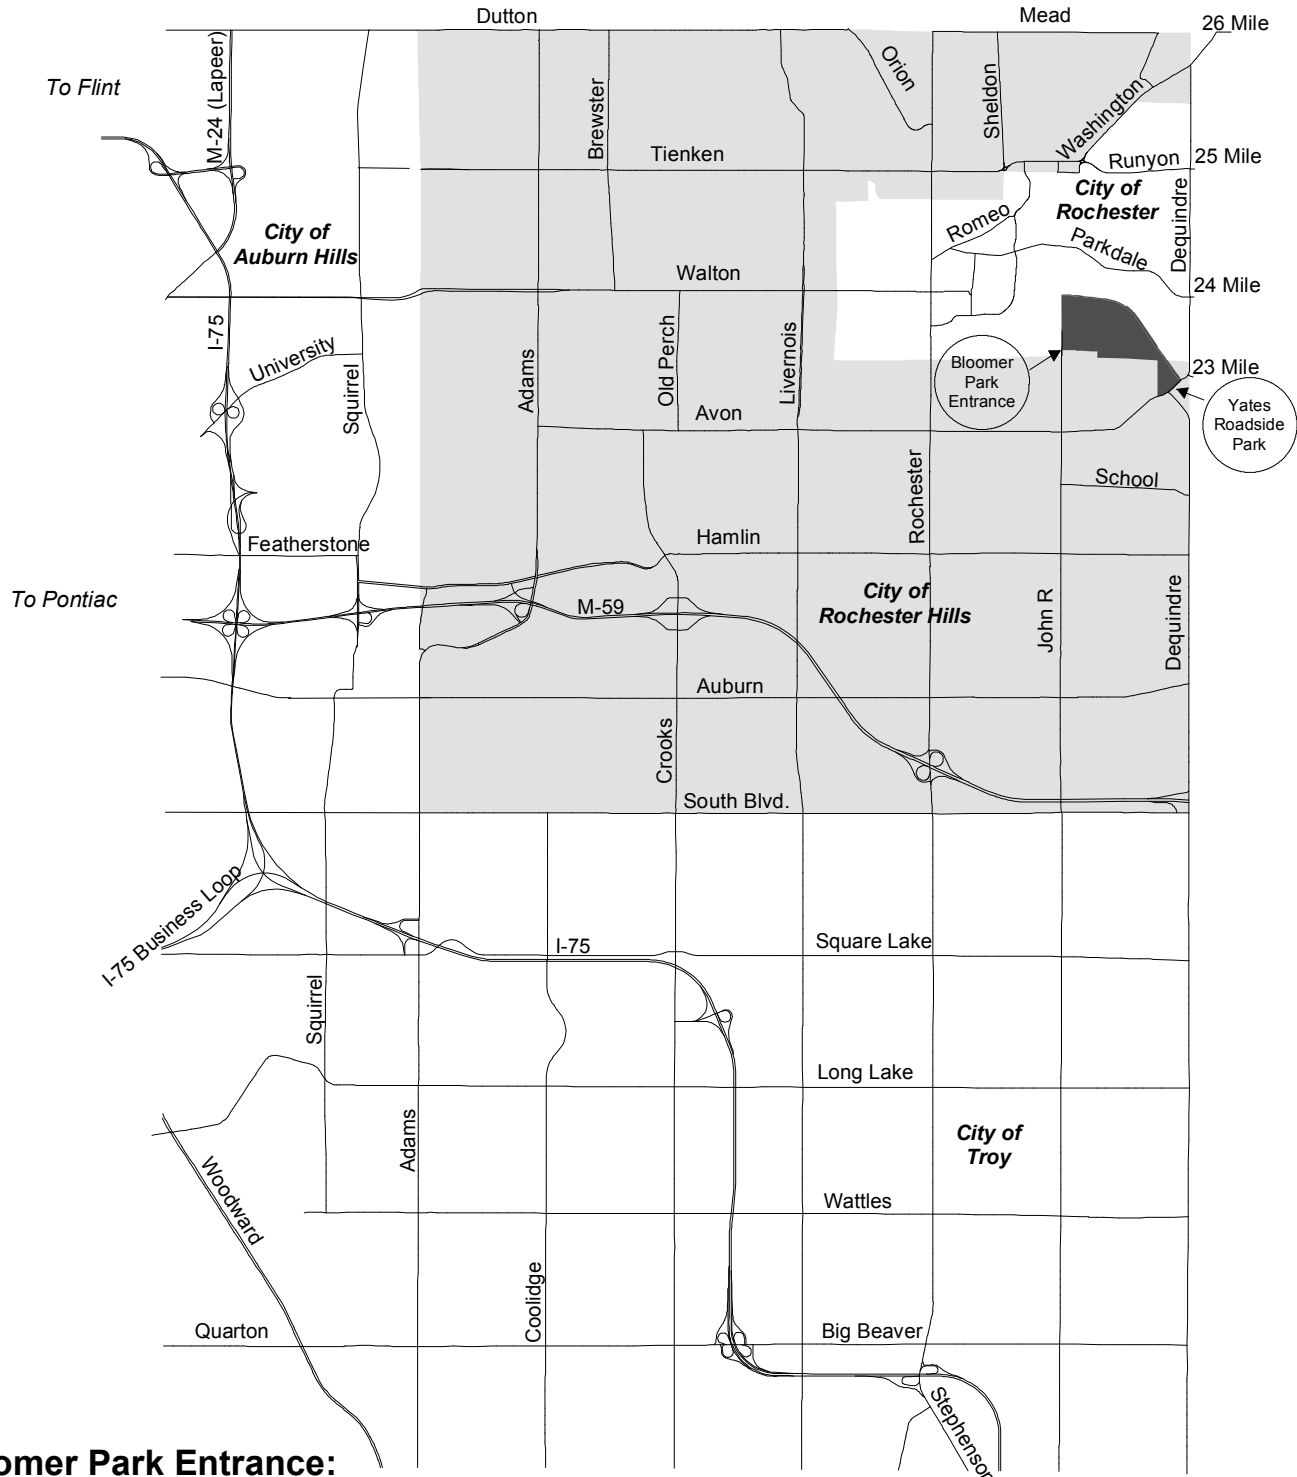 Dutton
Mead
26 Mile
To Flint
M-24 (Lapeer)
Orion
Brewster
Sheldon
Washington
Tienken
Runyon
25 Mile
City of
Rochester
Dequindre
Romeo
Parkdale
City of
Auburn Hills
Walton
24 Mile
I-75
University
Squirrel
Adams
Old Perch
Livernois
Bloomer
Park
Entrance
23 Mile
Yates
Roadside
Park
Avon
Rochester
School
Featherstone
Hamlin
To Pontiac
M-59
City of
Rochester Hills
John R
Dequindre
Auburn
Crooks
South Blvd.
I-75 Business Loop
I-75
Square Lake
Squirrel
Long Lake
Adams
City of
Troy
Woodward
Wattles
Coolidge
Quarton
Big Beaver
Stephenson
omer Park Entrance: